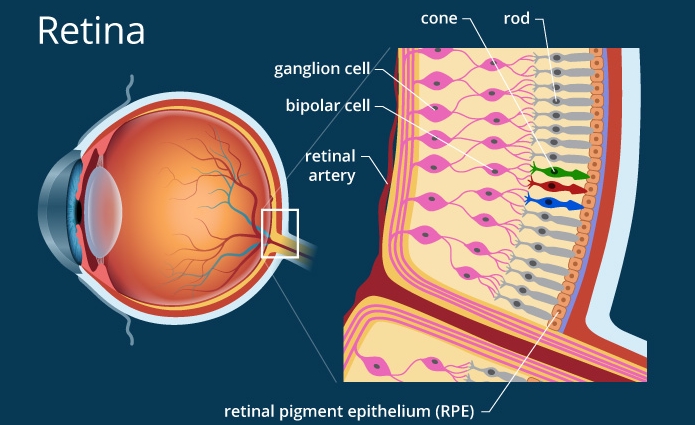 Retina
cone
rod
ganglion cell
bipolar cell
retinal
artery
retinal pigment epithelium (RPE)